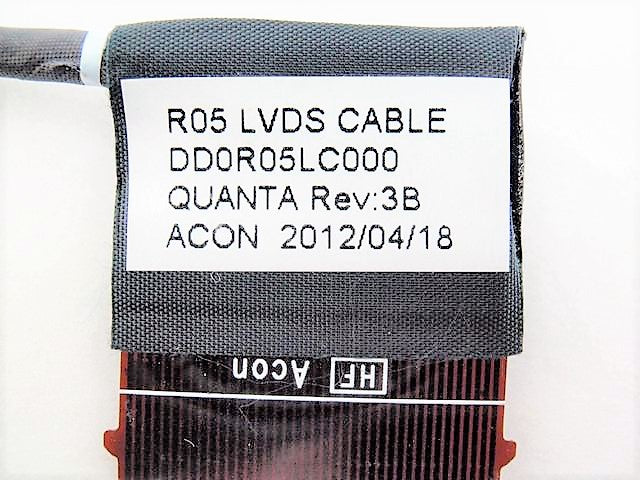 R05 LVDS CABLE
DD0R05LC000
QUANTA Rev:3B
ACON 2012/04/18
HF Acon